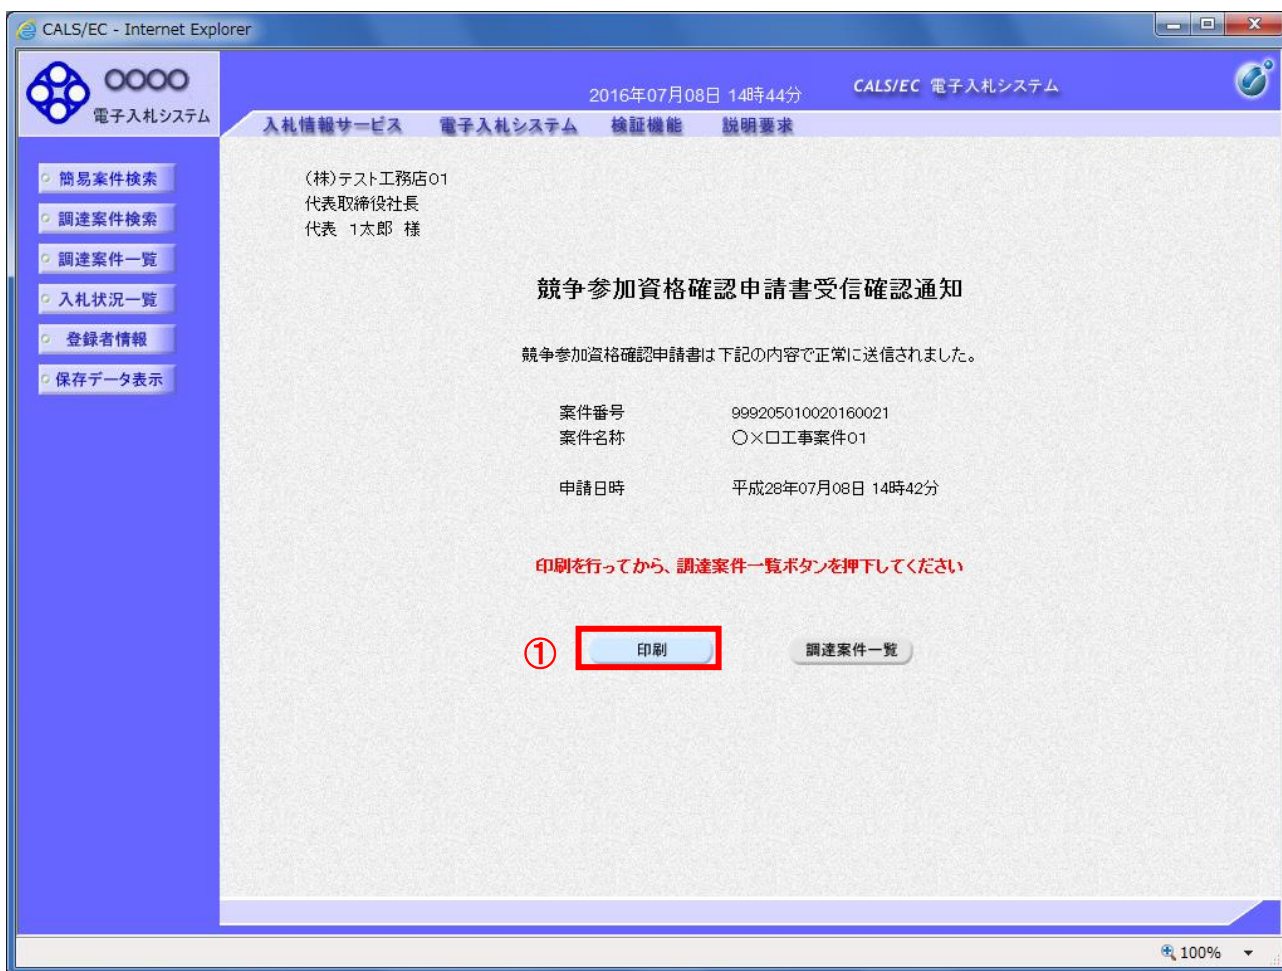 CALS/EC - Internet Explorer
○○○○
電子入札システム
2016年07月08日 14時44分
CALS/EC 電子入札システム
入札情報サービス 電子入札システム 検証機能 説明要求
簡易案件検索
調達案件検索
調達案件一覧
入札状況一覧
登録者情報
保存データ表示
(株)テスト工務店01
代表取締役社長
代表 1太郎 様
競争参加資格確認申請書受信確認通知
競争参加資格確認申請書は下記の内容で正常に送信されました。
案件番号 999205010020160021
案件名称 ○×口工事案件01
申請日時 平成28年07月08日 14時42分
印刷を行ってから、調達案件一覧ボタンを押下してください
① 印刷 調達案件一覧
100%